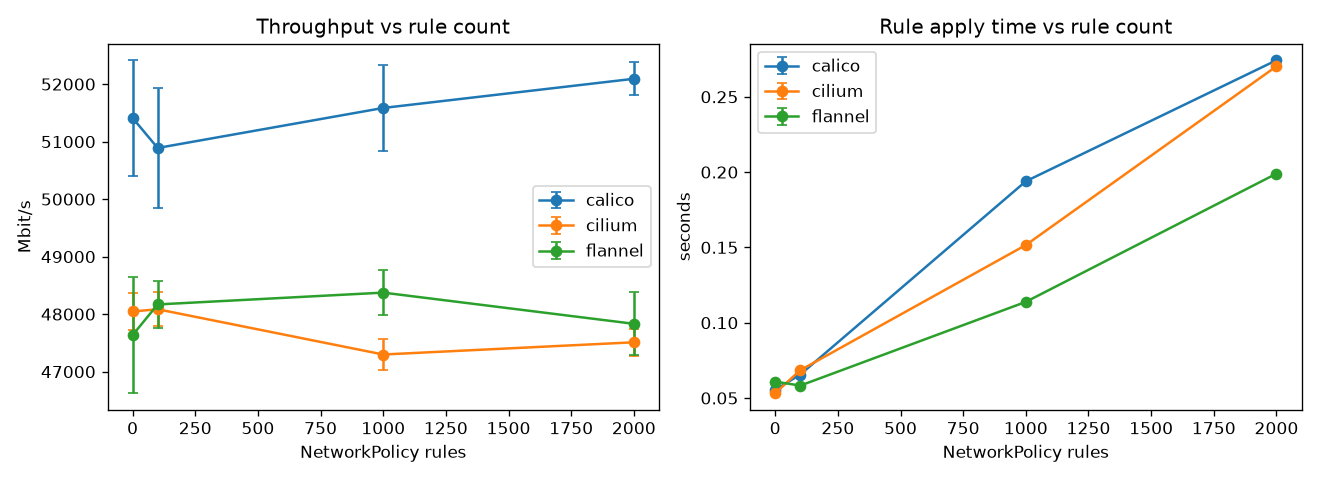 Throughput vs rule count
Mbit/s
52000
51000
50000
49000
48000
47000
calico
cilium
flannel
0 250 500 750 1000 1250 1500 1750 2000
NetworkPolicy rules
Rule apply time vs rule count
seconds
0.25
0.20
0.15
0.10
0.05
calico
cilium
flannel
0 250 500 750 1000 1250 1500 1750 2000
NetworkPolicy rules